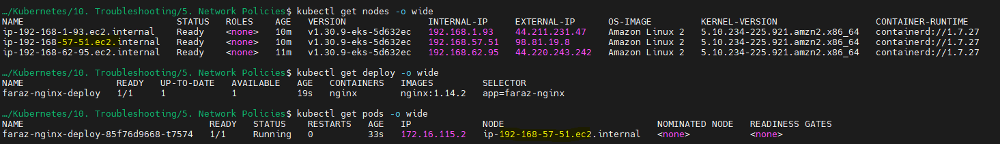 …/Kubernetes/10. Troubleshooting/5. Network Policies$ kubectl get nodes -o wide
NAME STATUS ROLES AGE VERSION INTERNAL-IP EXTERNAL-IP OS-IMAGE KERNEL-VERSION CONTAINER-RUNTIME
ip-192-168-1-93.ec2.internal Ready <none> 10m v1.30.9-eks-5d632ec 192.168.1.93 44.211.231.47 Amazon Linux 2 5.10.234-225.921.amzn2.x86_64 containerd://1.7.27
ip-192-168-57-51.ec2.internal Ready <none> 10m v1.30.9-eks-5d632ec 192.168.57.51 98.81.19.8 Amazon Linux 2 5.10.234-225.921.amzn2.x86_64 containerd://1.7.27
ip-192-168-62-95.ec2.internal Ready <none> 11m v1.30.9-eks-5d632ec 192.168.62.95 44.220.243.242 Amazon Linux 2 5.10.234-225.921.amzn2.x86_64 containerd://1.7.27
…/Kubernetes/10. Troubleshooting/5. Network Policies$ kubectl get deploy -o wide
NAME READY UP-TO-DATE AVAILABLE AGE CONTAINERS IMAGES SELECTOR
faraz-nginx-deploy 1/1 1 1 19s nginx nginx:1.14.2 app=faraz-nginx
…/Kubernetes/10. Troubleshooting/5. Network Policies$ kubectl get pods -o wide
NAME READY STATUS RESTARTS AGE IP NODE NOMINATED NODE READINESS GATES
faraz-nginx-deploy-85f76d9668-t7574 1/1 Running 0 33s 172.16.115.2 ip-192-168-57-51.ec2.internal <none> <none>